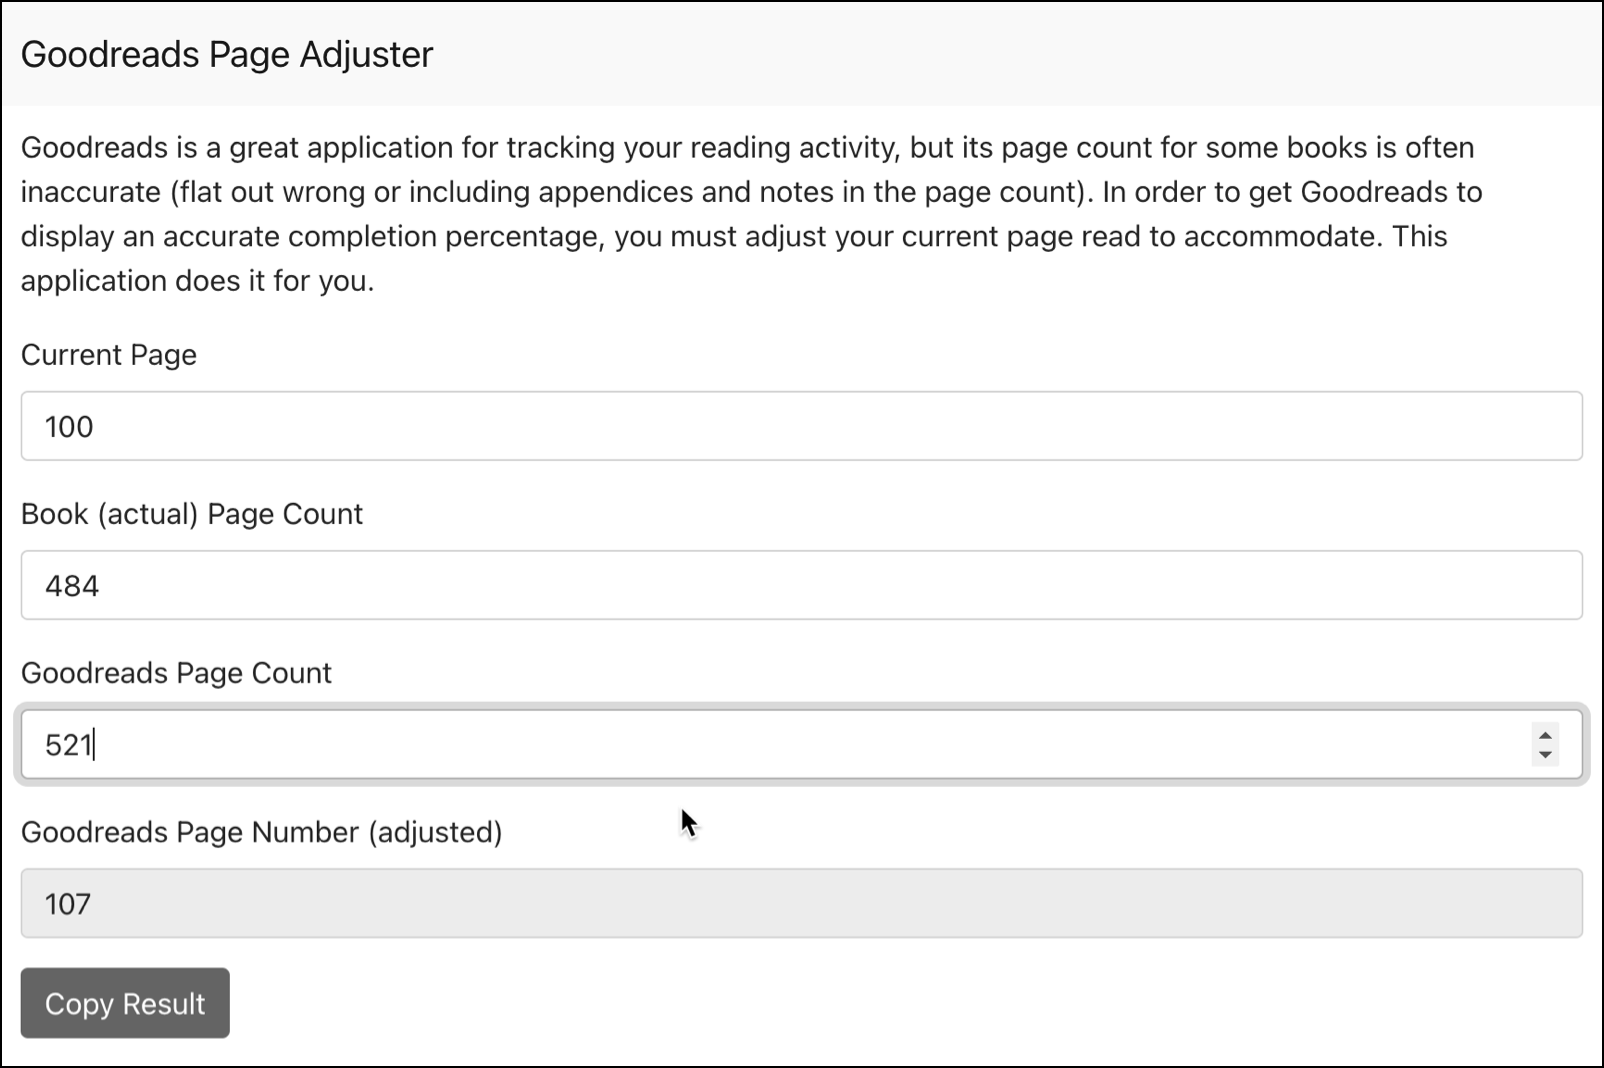 Goodreads Page Adjuster
Goodreads is a great application for tracking your reading activity, but its page count for some books is often
inaccurate (flat out wrong or including appendices and notes in the page count). In order to get Goodreads to
display an accurate completion percentage, you must adjust your current page read to accommodate. This
application does it for you.
Current Page
100
Book (actual) Page Count
484
Goodreads Page Count
521
Goodreads Page Number (adjusted)
107
Copy Result